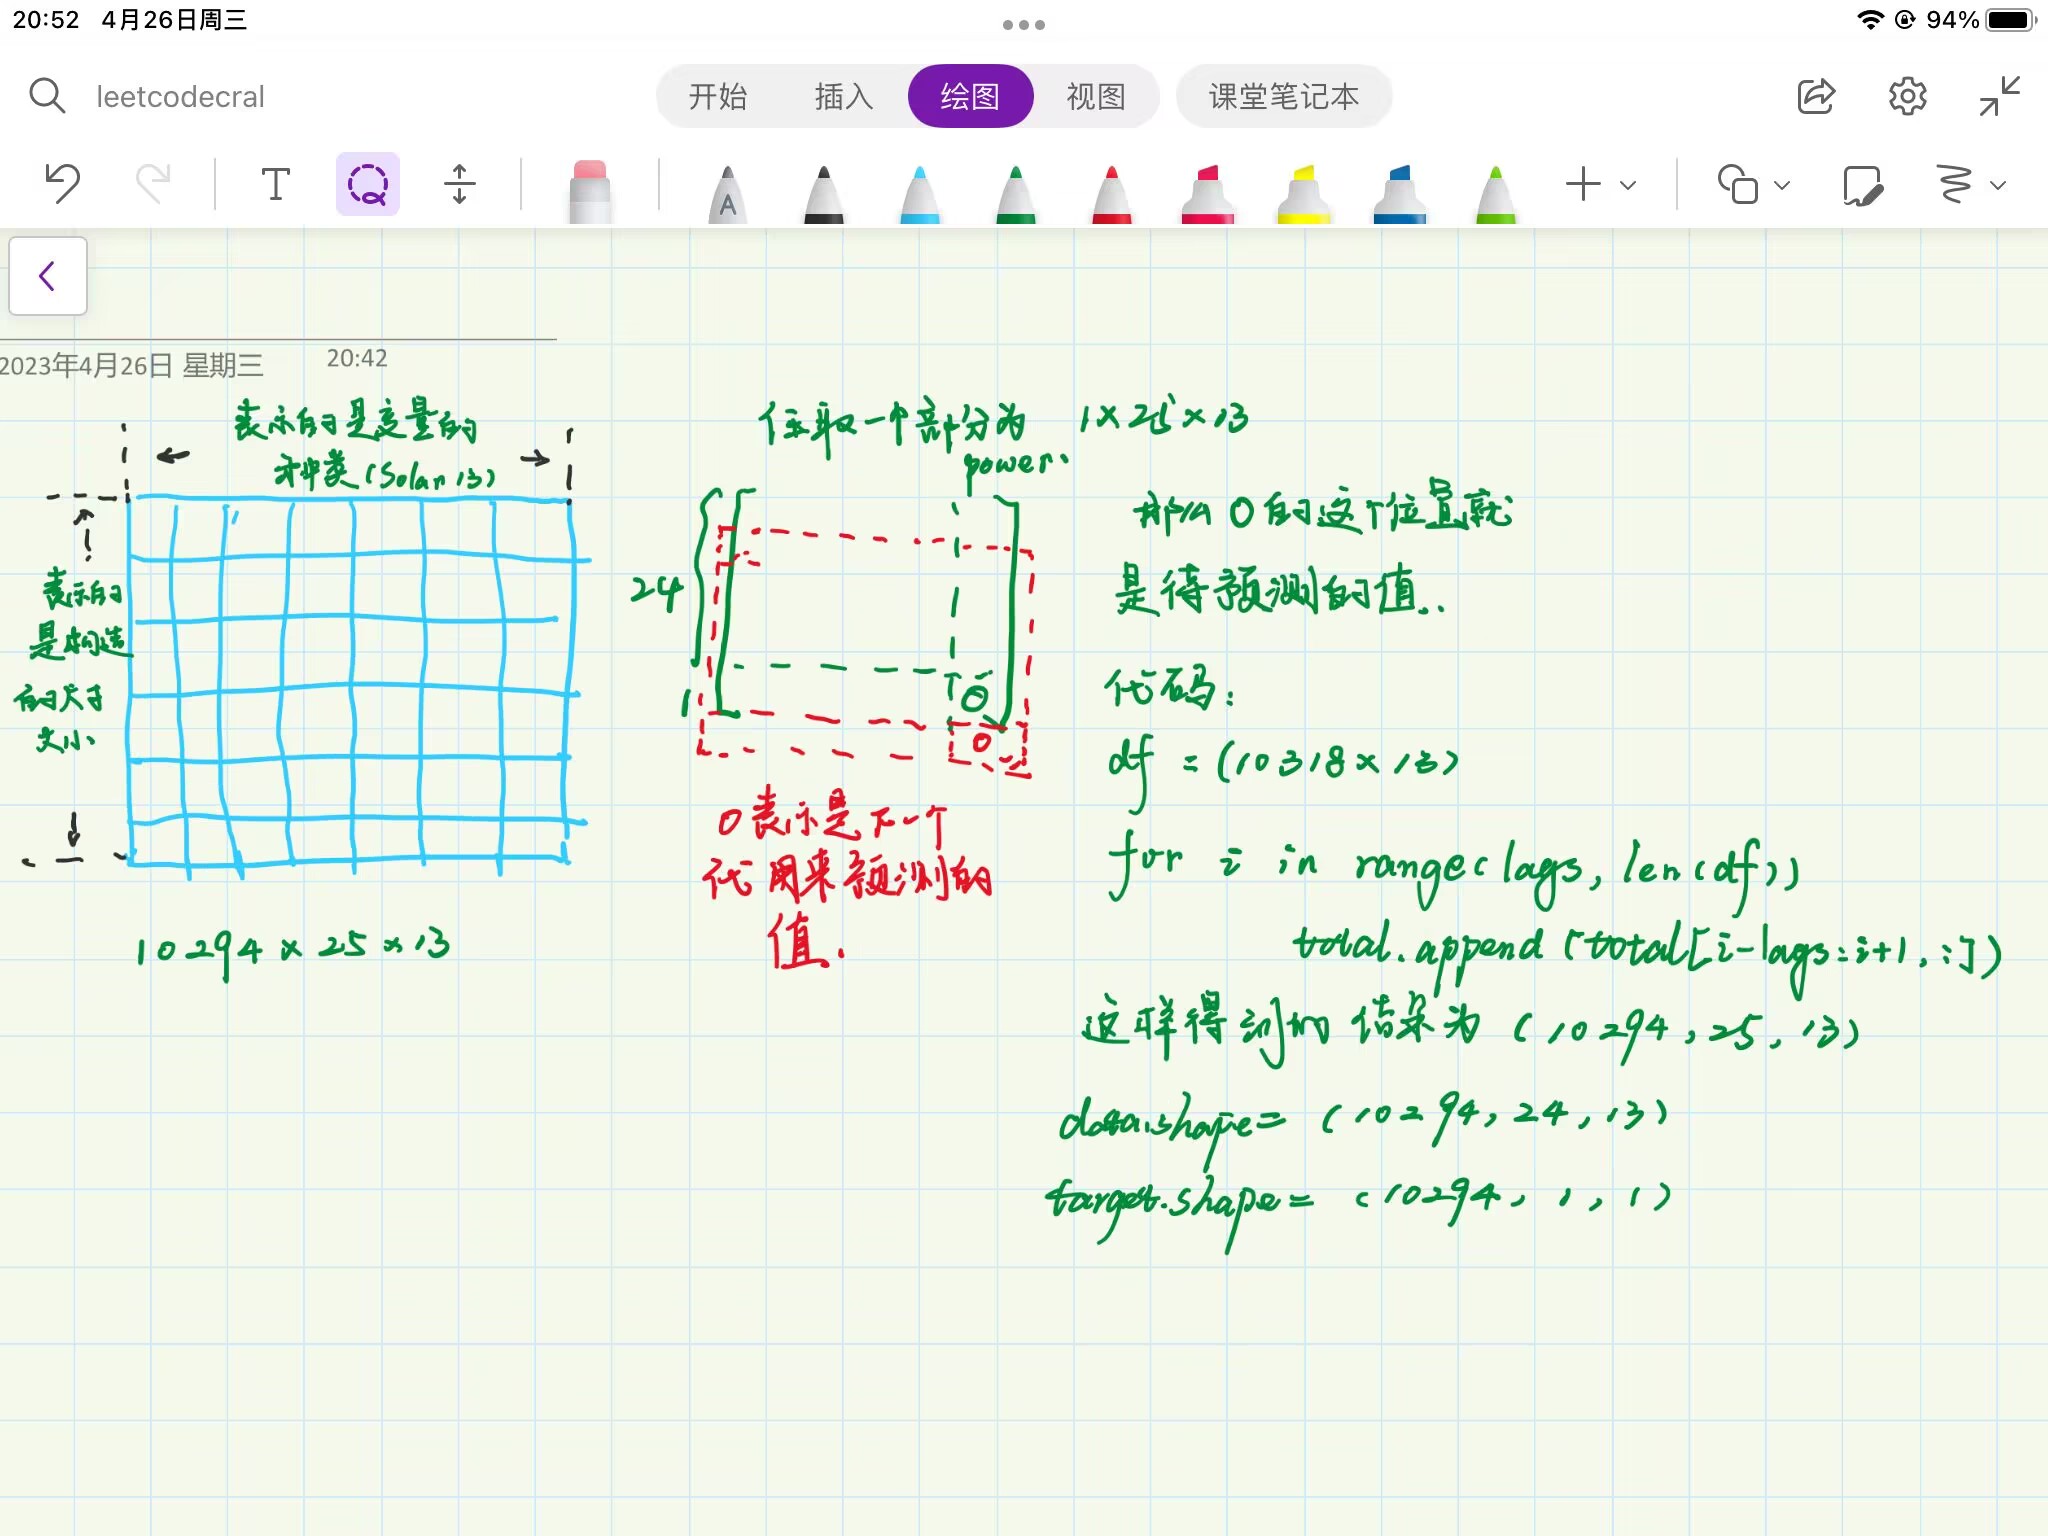 20:52 4月26日周三
94%
leetcodecral
开始 插入 绘图 视图 课堂笔记本
T
A
2023年4月26日 星期三 20:42
表示的是度量的
种类(Solar 13)
表示的
是构造
的尺寸
大小
10294 × 25 × 13
任取一个部分为 1×25×13
power.
24
1
0
0
0表示是下一个
代 用来预测的
值.
那么 0的这个位置就
是待预测的值..
代码:
df = (10318×13)
for i in range(lags, len(df))
total.append(total[i-lags:i+1, :])
这样得到的 结果为 (10294, 25, 13)
data.shape= (10294, 24, 13)
target.shape= (10294, 1, 1)